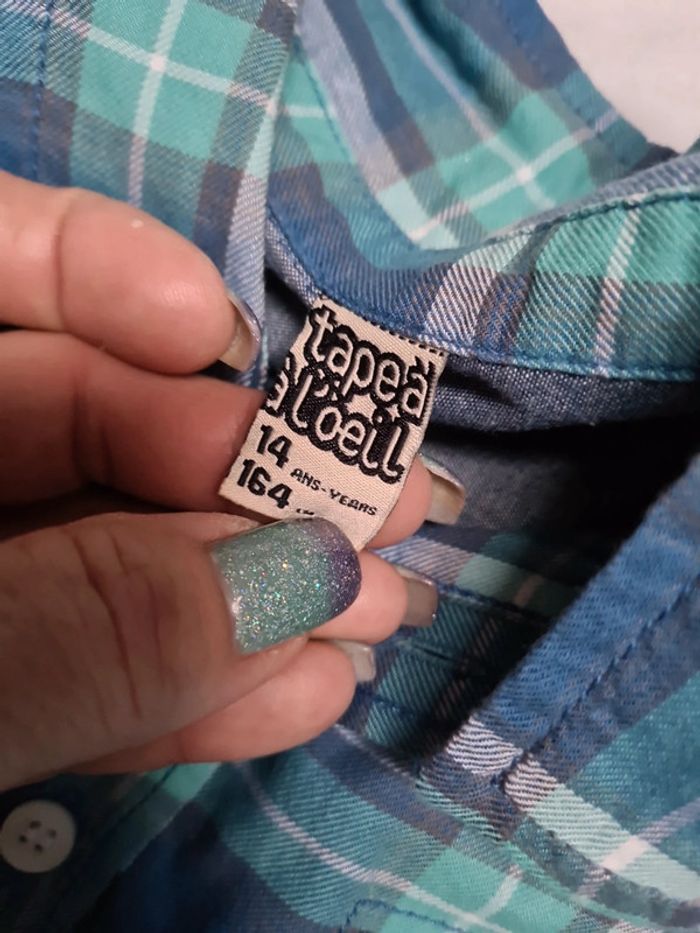 tape à
à l'oeil
14 ANS-YEARS
164